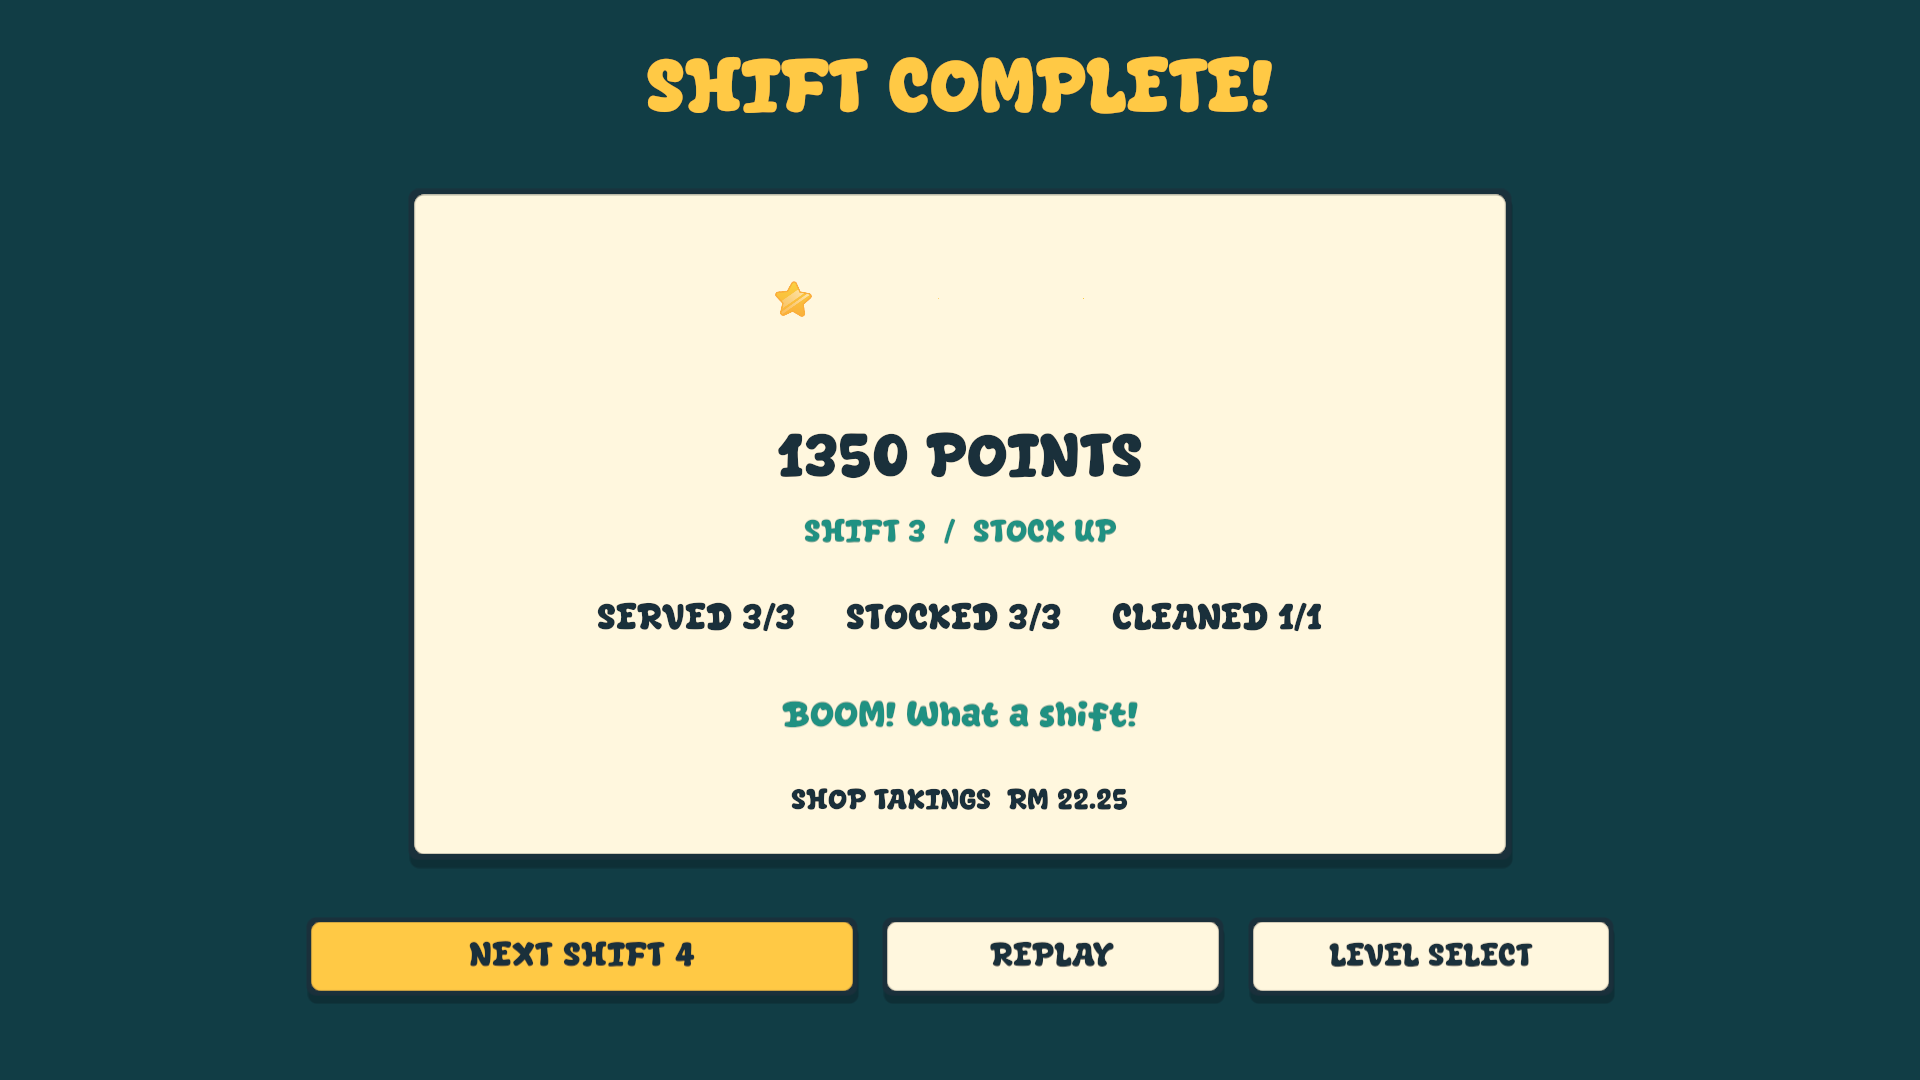 SHIFT COMPLETE!
1350 POINTS
SHIFT 3 / STOCK UP
SERVED 3/3 STOCKED 3/3 CLEANED 1/1
BOOM! What a shift!
SHOP TAKINGS RM 22.25
NEXT SHIFT 4 REPLAY LEVEL SELECT